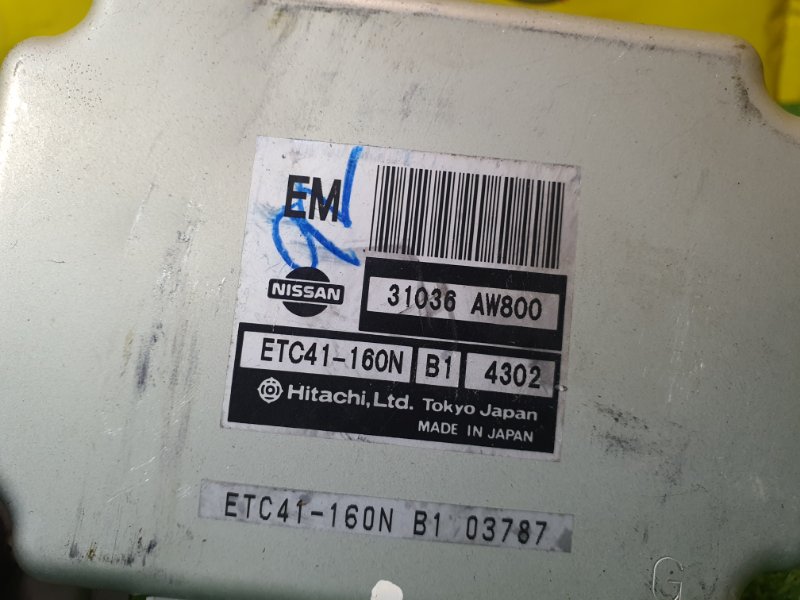 EM
NISSAN
31036 AW800
ETC41-160N B1 4302
Hitachi, Ltd. Tokyo Japan
MADE IN JAPAN
ETC41-160N B1 03787
G